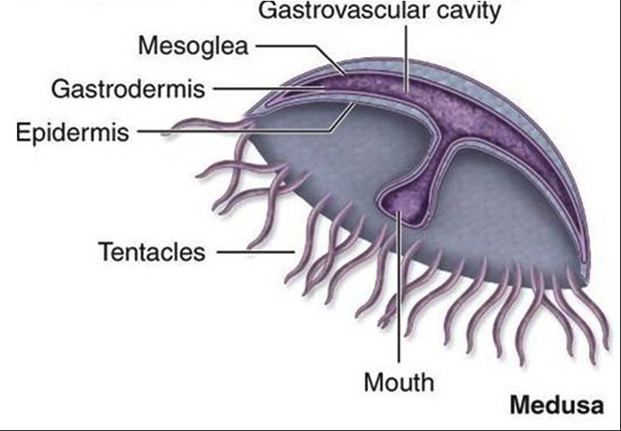 Gastrovascular cavity
Mesoglea
Gastrodermis
Epidermis
Tentacles
Mouth
Medusa